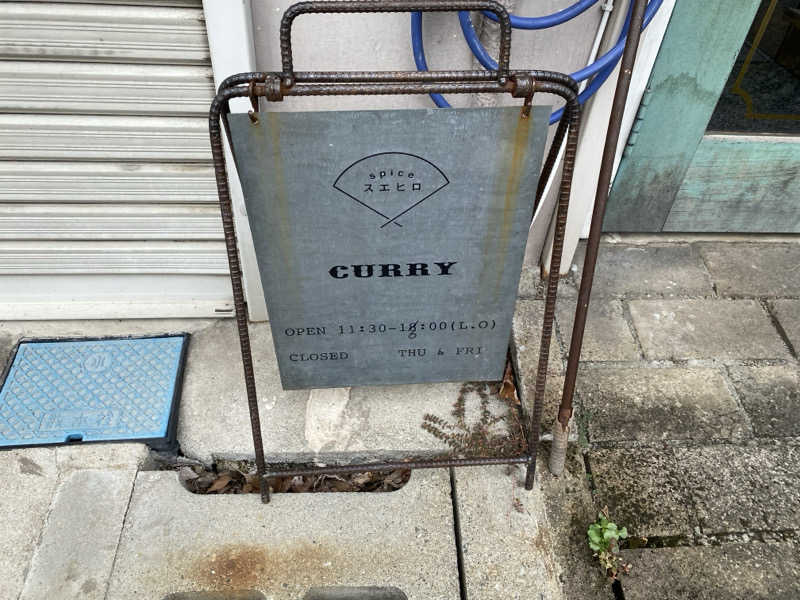 spice
スエヒロ
CURRY
OPEN 11:30-18:00(L.O)
CLOSED THU & FRI